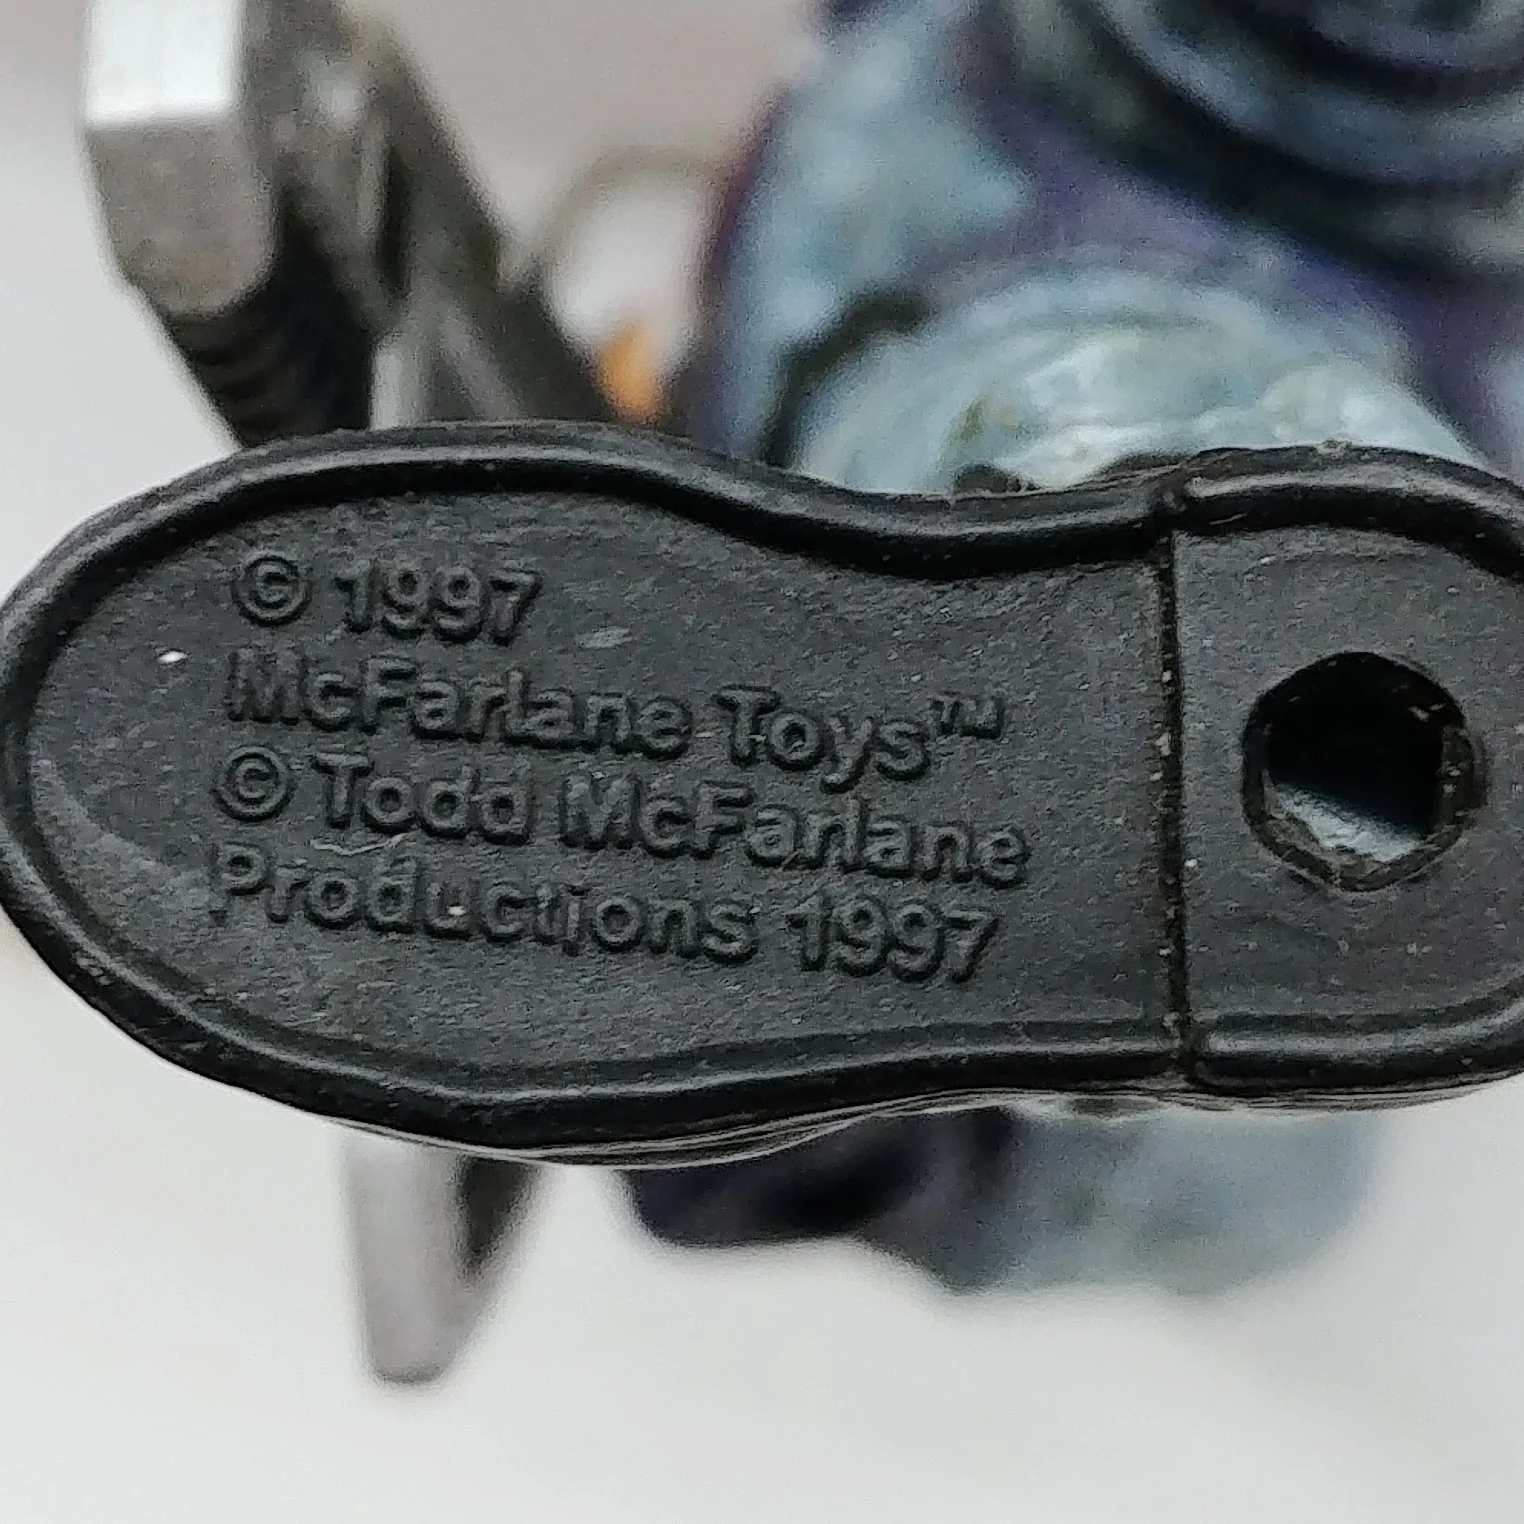 © 1997
McFarlane Toys™
© Todd McFarlane
Productions 1997